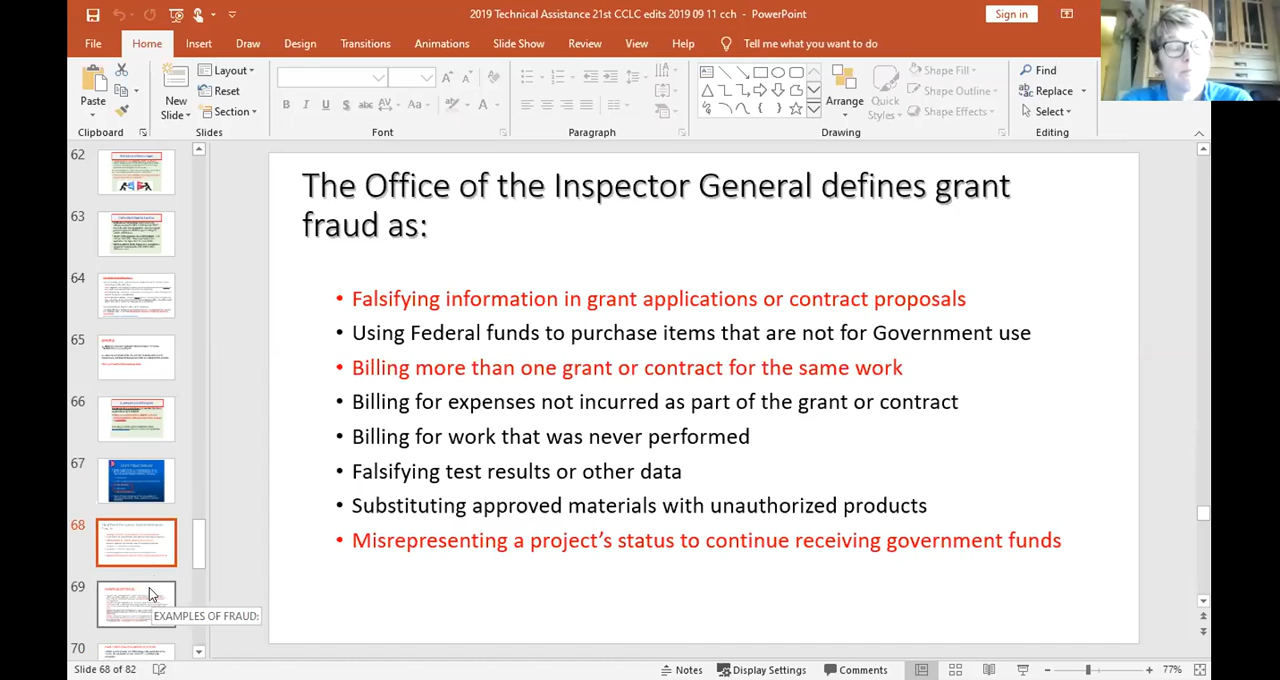 2019 Technical Assistance 21st CCLC edits 2019 09 11 cch - PowerPoint
Sign in
File Home Insert Draw Design Transitions Animations Slide Show Review View Help Tell me what you want to do
Paste
Clipboard
New
Slide
Layout
Reset
Section
Slides
B I U S abc AV Aa A
Font
Paragraph
Arrange
Quick
Styles
Shape Fill
Shape Outline
Shape Effects
Drawing
Find
Replace
Select
Editing
62
63
64
65
66
67
68
69
EXAMPLES OF FRAUD:
70
The Office of the Inspector General defines grant
fraud as:
• Falsifying information in grant applications or contract proposals
• Using Federal funds to purchase items that are not for Government use
• Billing more than one grant or contract for the same work
• Billing for expenses not incurred as part of the grant or contract
• Billing for work that was never performed
• Falsifying test results or other data
• Substituting approved materials with unauthorized products
• Misrepresenting a project's status to continue receiving government funds
Slide 68 of 82
Notes Display Settings Comments 77%